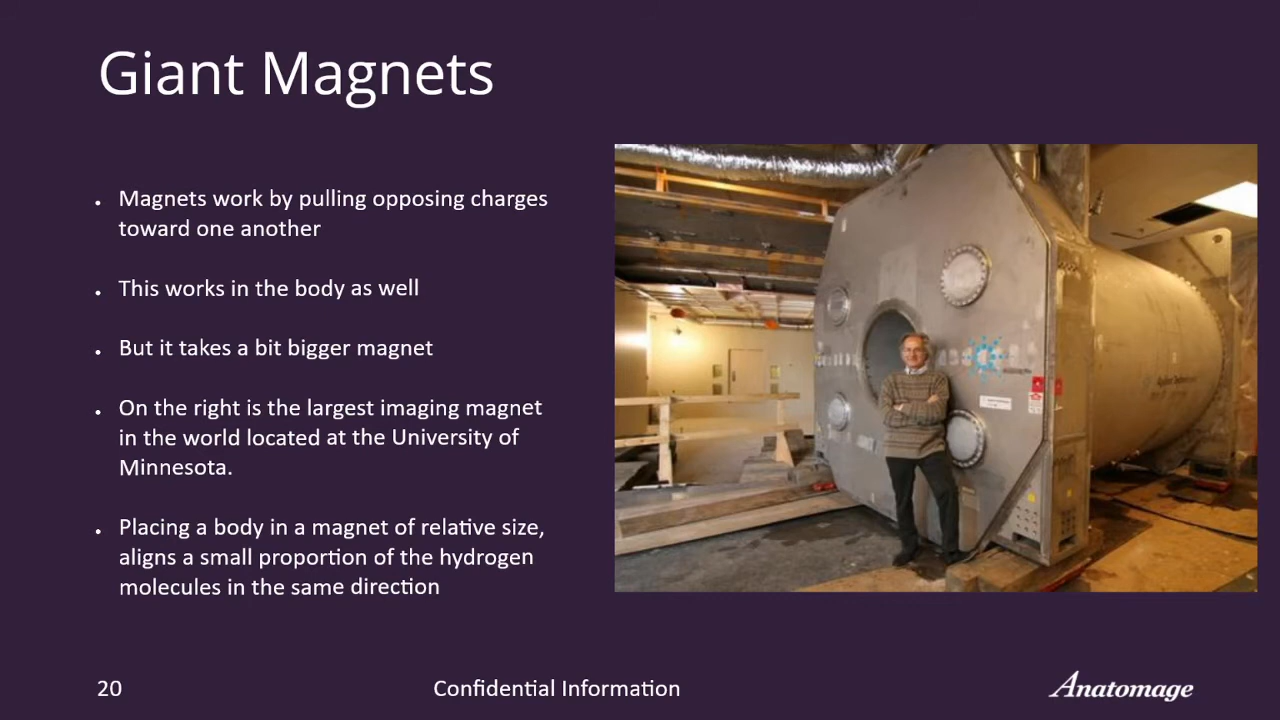 Giant Magnets
Magnets work by pulling opposing charges
toward one another
This works in the body as well
But it takes a bit bigger magnet
On the right is the largest imaging magnet
in the world located at the University of
Minnesota.
Placing a body in a magnet of relative size,
aligns a small proportion of the hydrogen
molecules in the same direction
20
Confidential Information
Anatomage